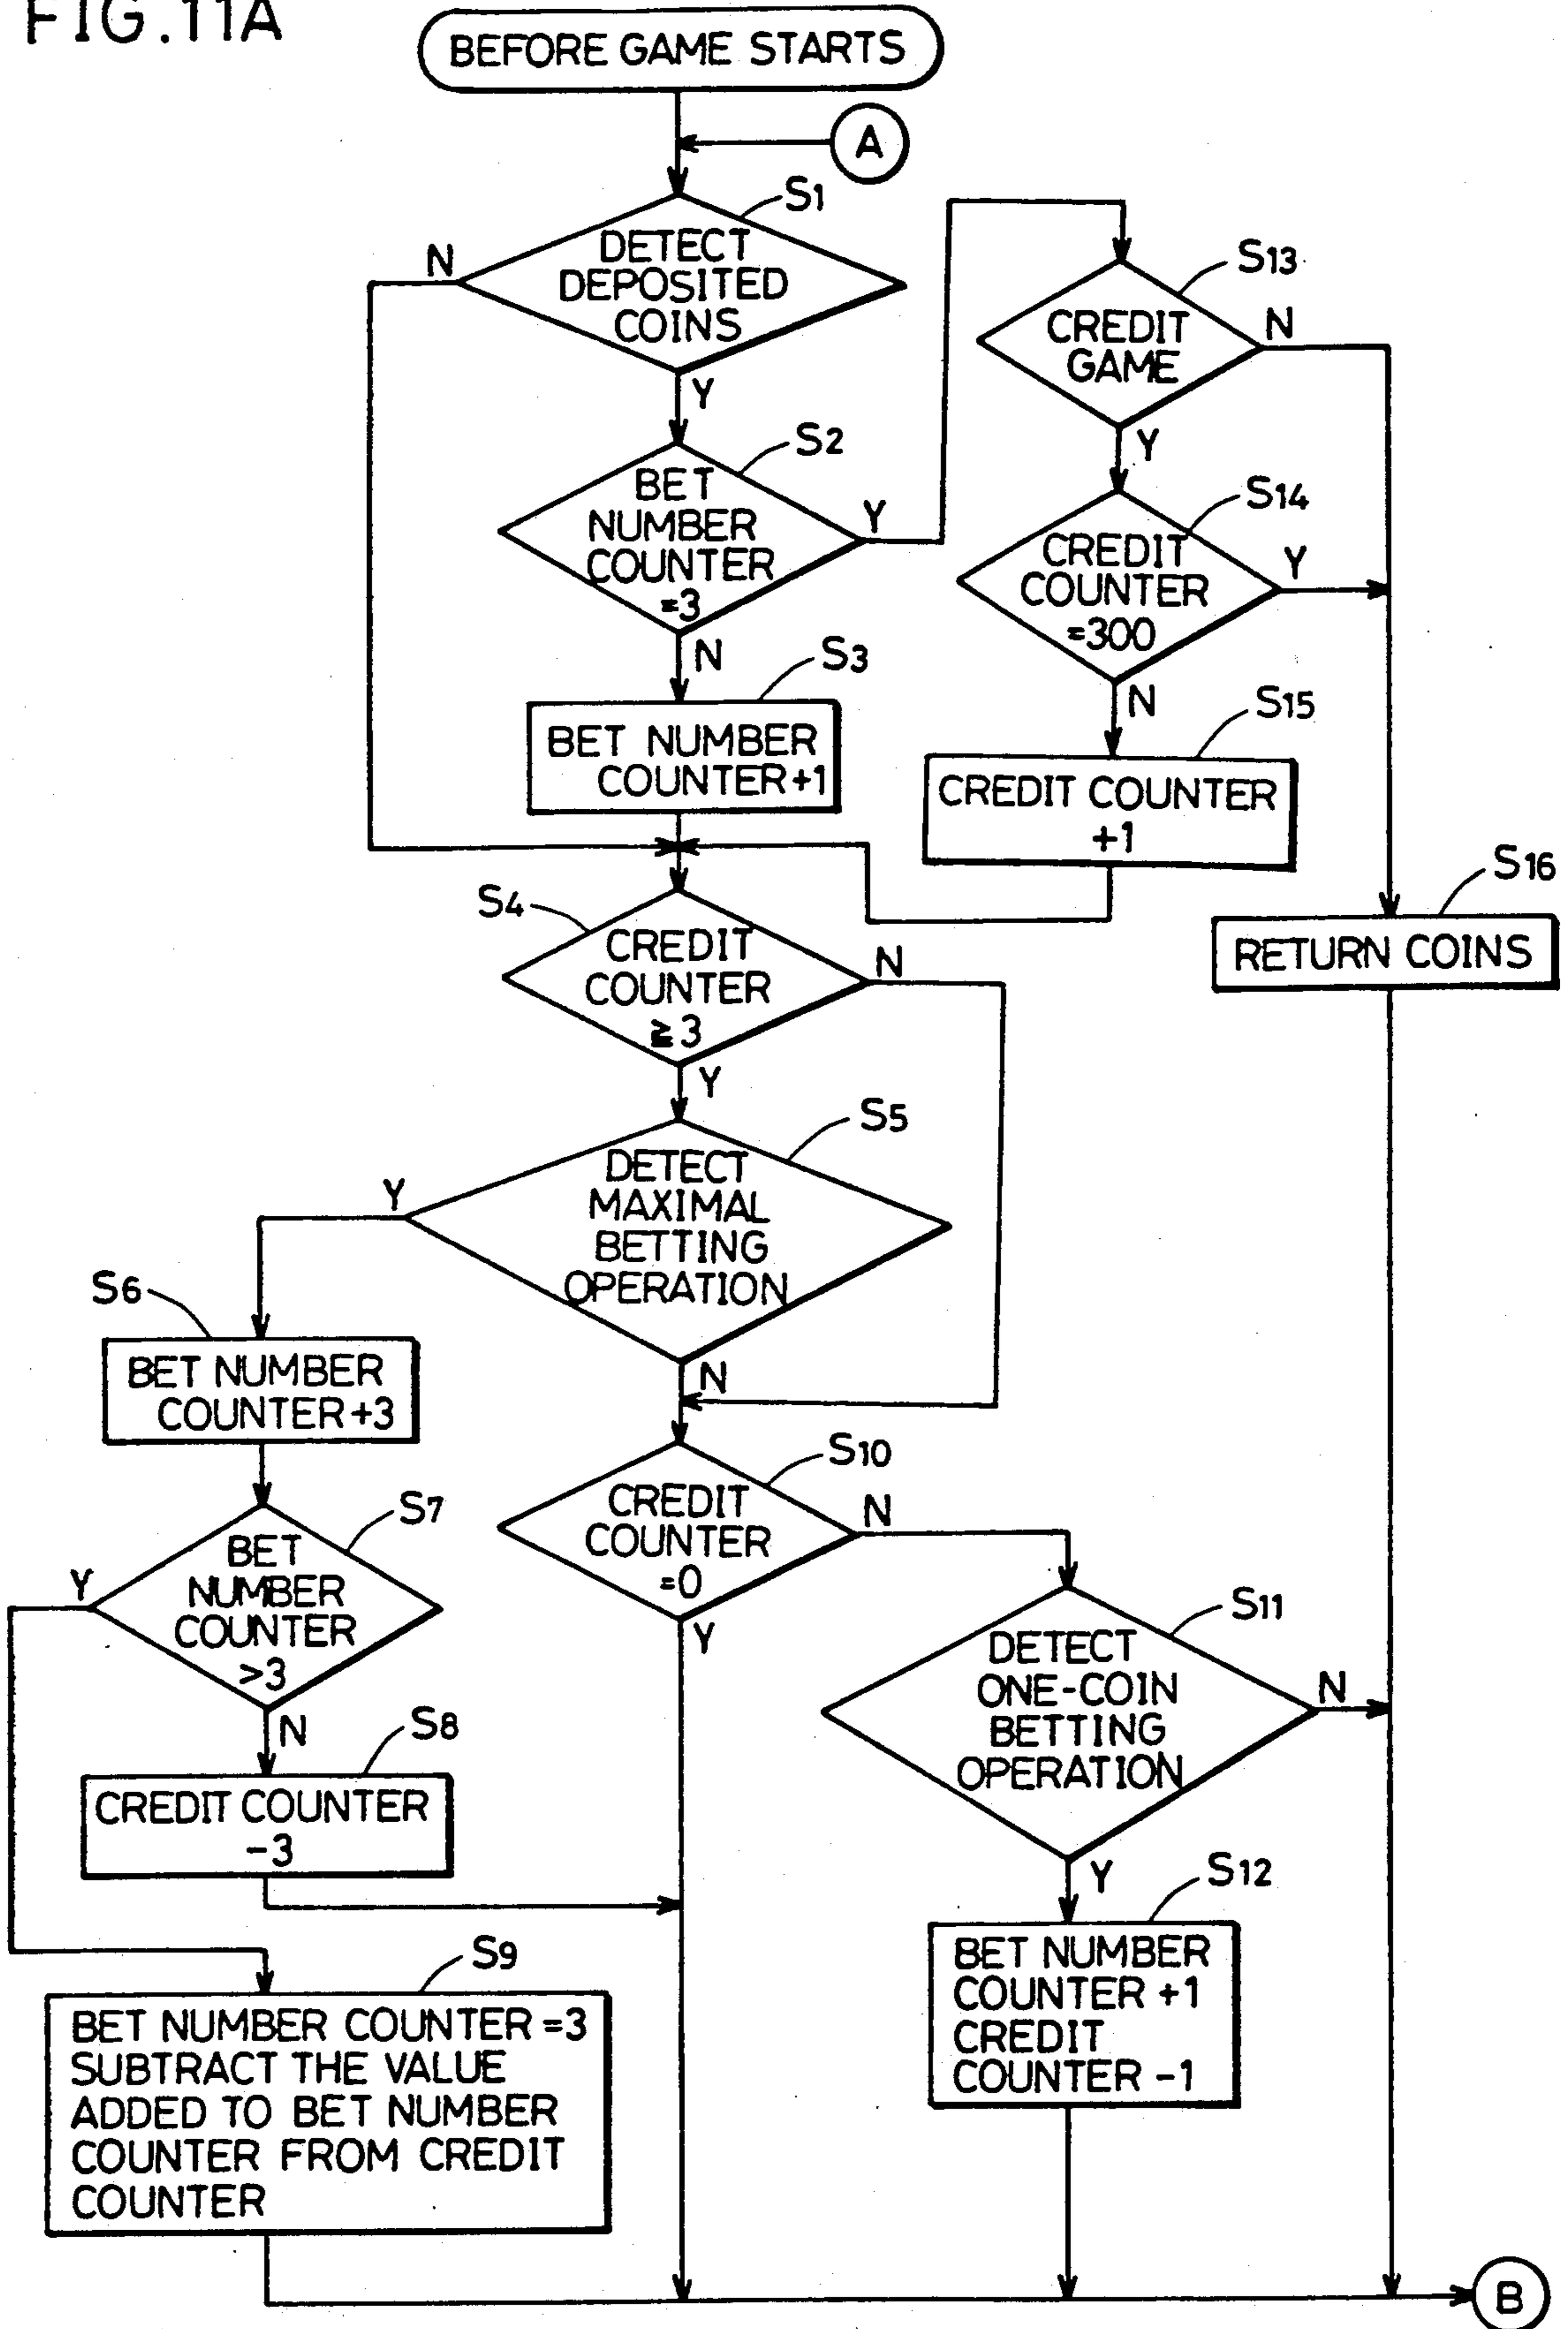 FIG.11A
BEFORE GAME STARTS
A
S1
DETECT
DEPOSITED
COINS
N
Y
S2
BET
NUMBER
COUNTER
=3
Y
N
S3
BET NUMBER
COUNTER+1
S13
CREDIT
GAME
N
Y
S14
CREDIT
COUNTER
=300
Y
N
S15
CREDIT COUNTER
+1
S16
RETURN COINS
S4
CREDIT
COUNTER
≧3
N
Y
S5
DETECT
MAXIMAL
BETTING
OPERATION
Y
N
S6
BET NUMBER
COUNTER+3
S7
BET
NUMBER
COUNTER
>3
Y
N
S8
CREDIT COUNTER
-3
S9
BET NUMBER COUNTER=3
SUBTRACT THE VALUE
ADDED TO BET NUMBER
COUNTER FROM CREDIT
COUNTER
S10
CREDIT
COUNTER
=0
N
Y
S11
DETECT
ONE-COIN
BETTING
OPERATION
N
Y
S12
BET NUMBER
COUNTER +1
CREDIT
COUNTER -1
B